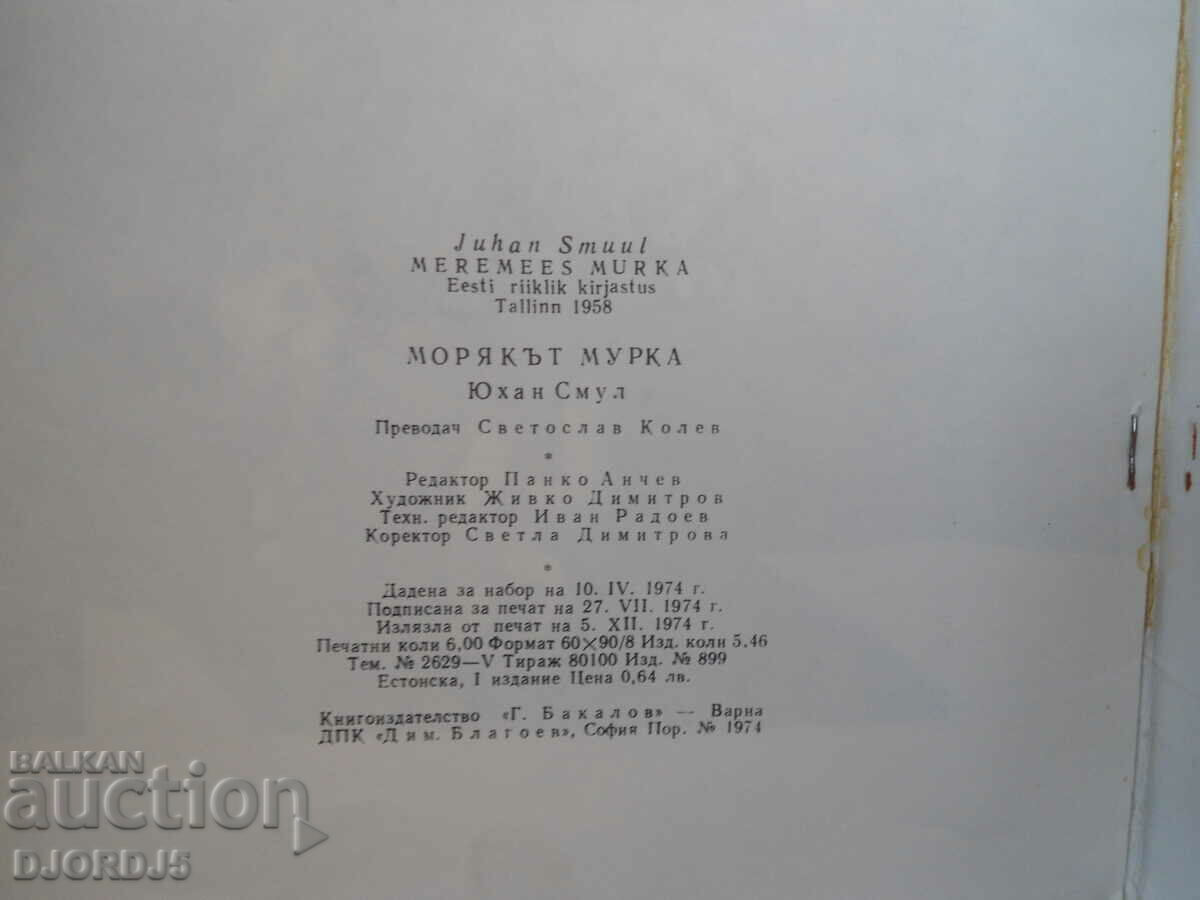 Juhan Smuul
MEREMEES MURKA
Eesti riiklik kirjastus
Tallinn 1958
МОРЯКЪТ МУРКА
Юхан Смул
Преводач Светослав Колев
*
Редактор Панко Анчев
Художник Живко Димитров
Техн. редактор Иван Радоев
Коректор Светла Димитрова
*
Дадена за набор на 10. IV. 1974 г.
Подписана за печат на 27. VII. 1974 г.
Излязла от печат на 5. XII. 1974 г.
Печатни коли 6,00 Формат 60×90/8 Изд. коли 5.46
Тем. № 2629—V Тираж 80100 Изд. № 899
Естонска, I издание Цена 0,64 лв.
Книгоиздателство «Г. Бакалов» — Варна
ДПК «Дим. Благоев», София Пор. № 1974
BALKAN
auction
DJORDJ5